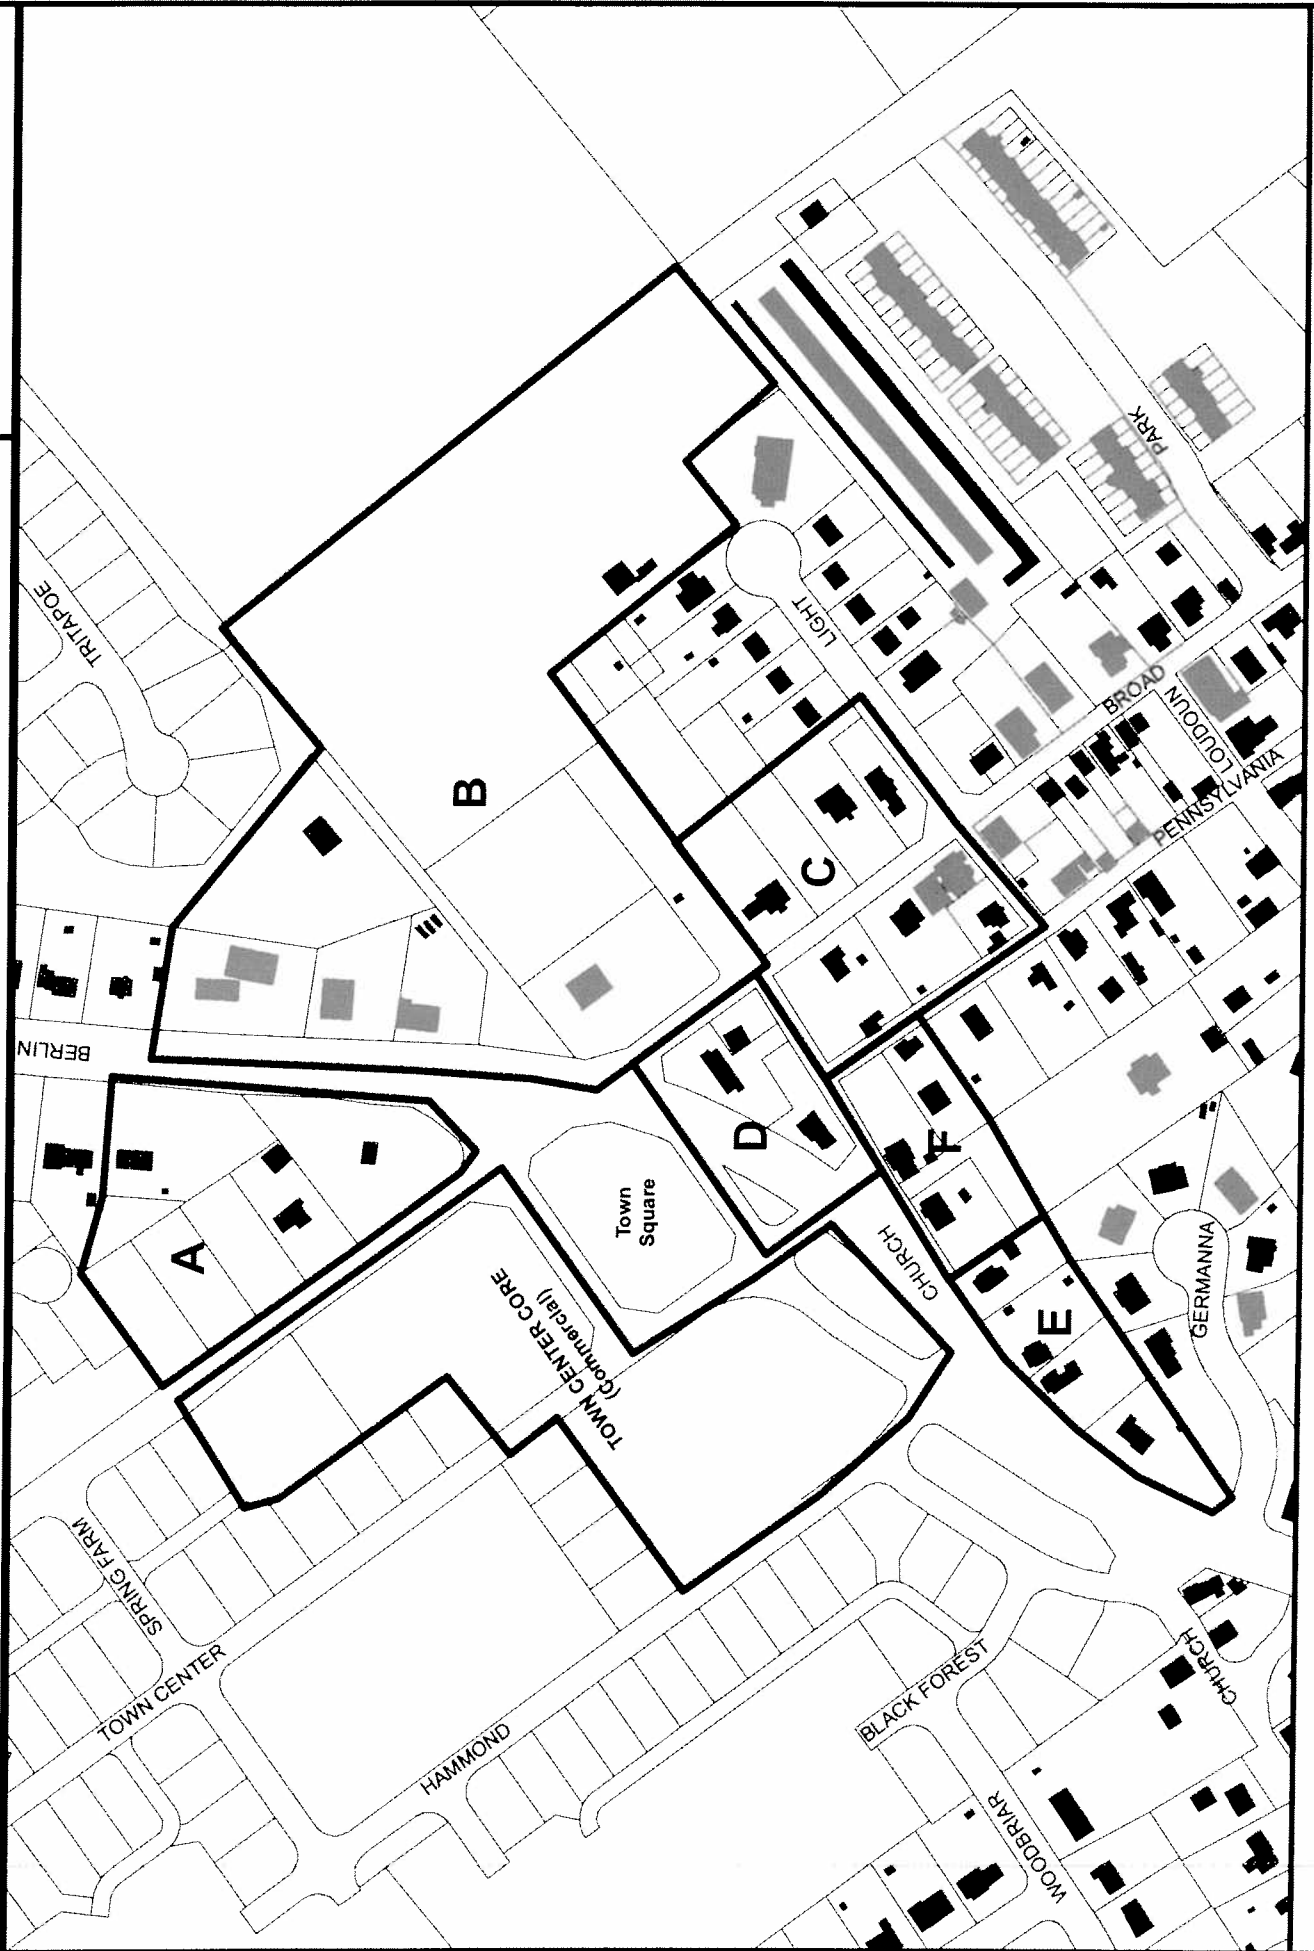 TRITAPOE
BERLIN
B
PARK
LIGHT
BROAD
LOUDOUN
PENNSYLVANIA
C
A
D
Town
Square
F
CHURCH
TOWN CENTER CORE
(Commercial)
E
GERMANNA
SPRING FARM
TOWN CENTER
HAMMOND
BLACK FOREST
CHURCH
WOODBRIAR